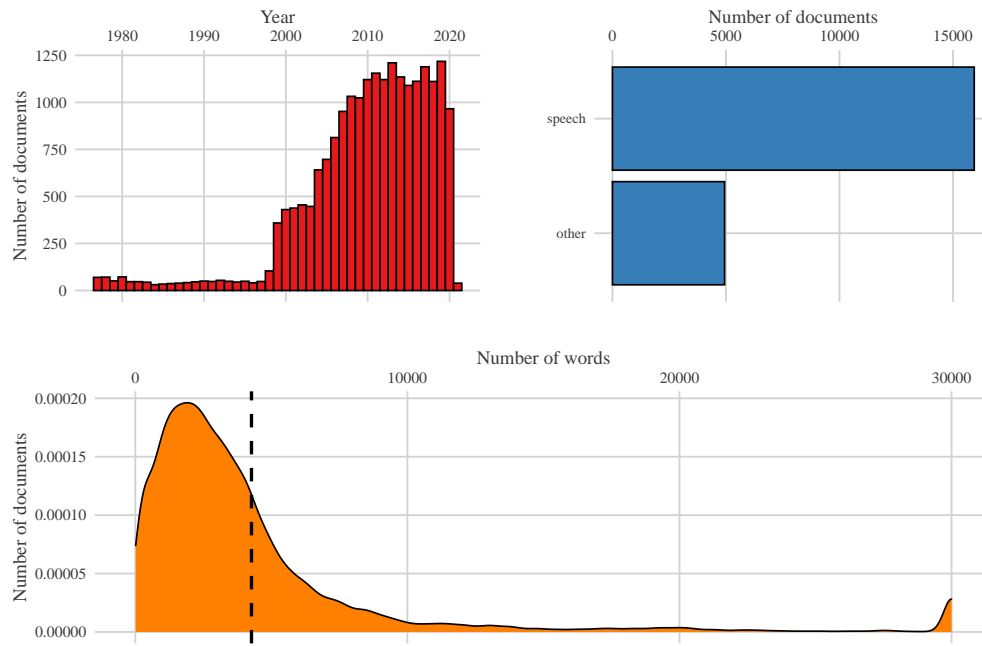 Year
1980 1990 2000 2010 2020
Number of documents
1250
1000
750
500
250
0
Number of documents
0 5000 10000 15000
speech
other
Number of words
0 10000 20000 30000
Number of documents
0.00020
0.00015
0.00010
0.00005
0.00000